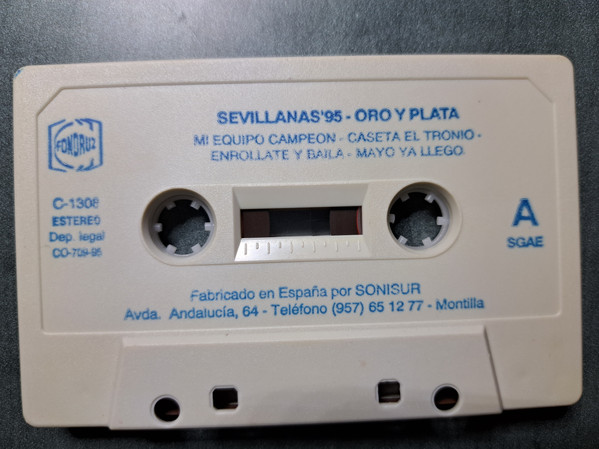 SEVILLANAS'95 - ORO Y PLATA
MI EQUIPO CAMPEON - CASETA EL TRONIO -
ENROLLATE Y BAILA - MAYO YA LLEGO
FONORUZ
C-1308
ESTEREO
Dep. legal
CO-709-95
A
SGAE
Fabricado en España por SONISUR
Avda. Andalucía, 64 - Teléfono (957) 65 12 77 - Montilla